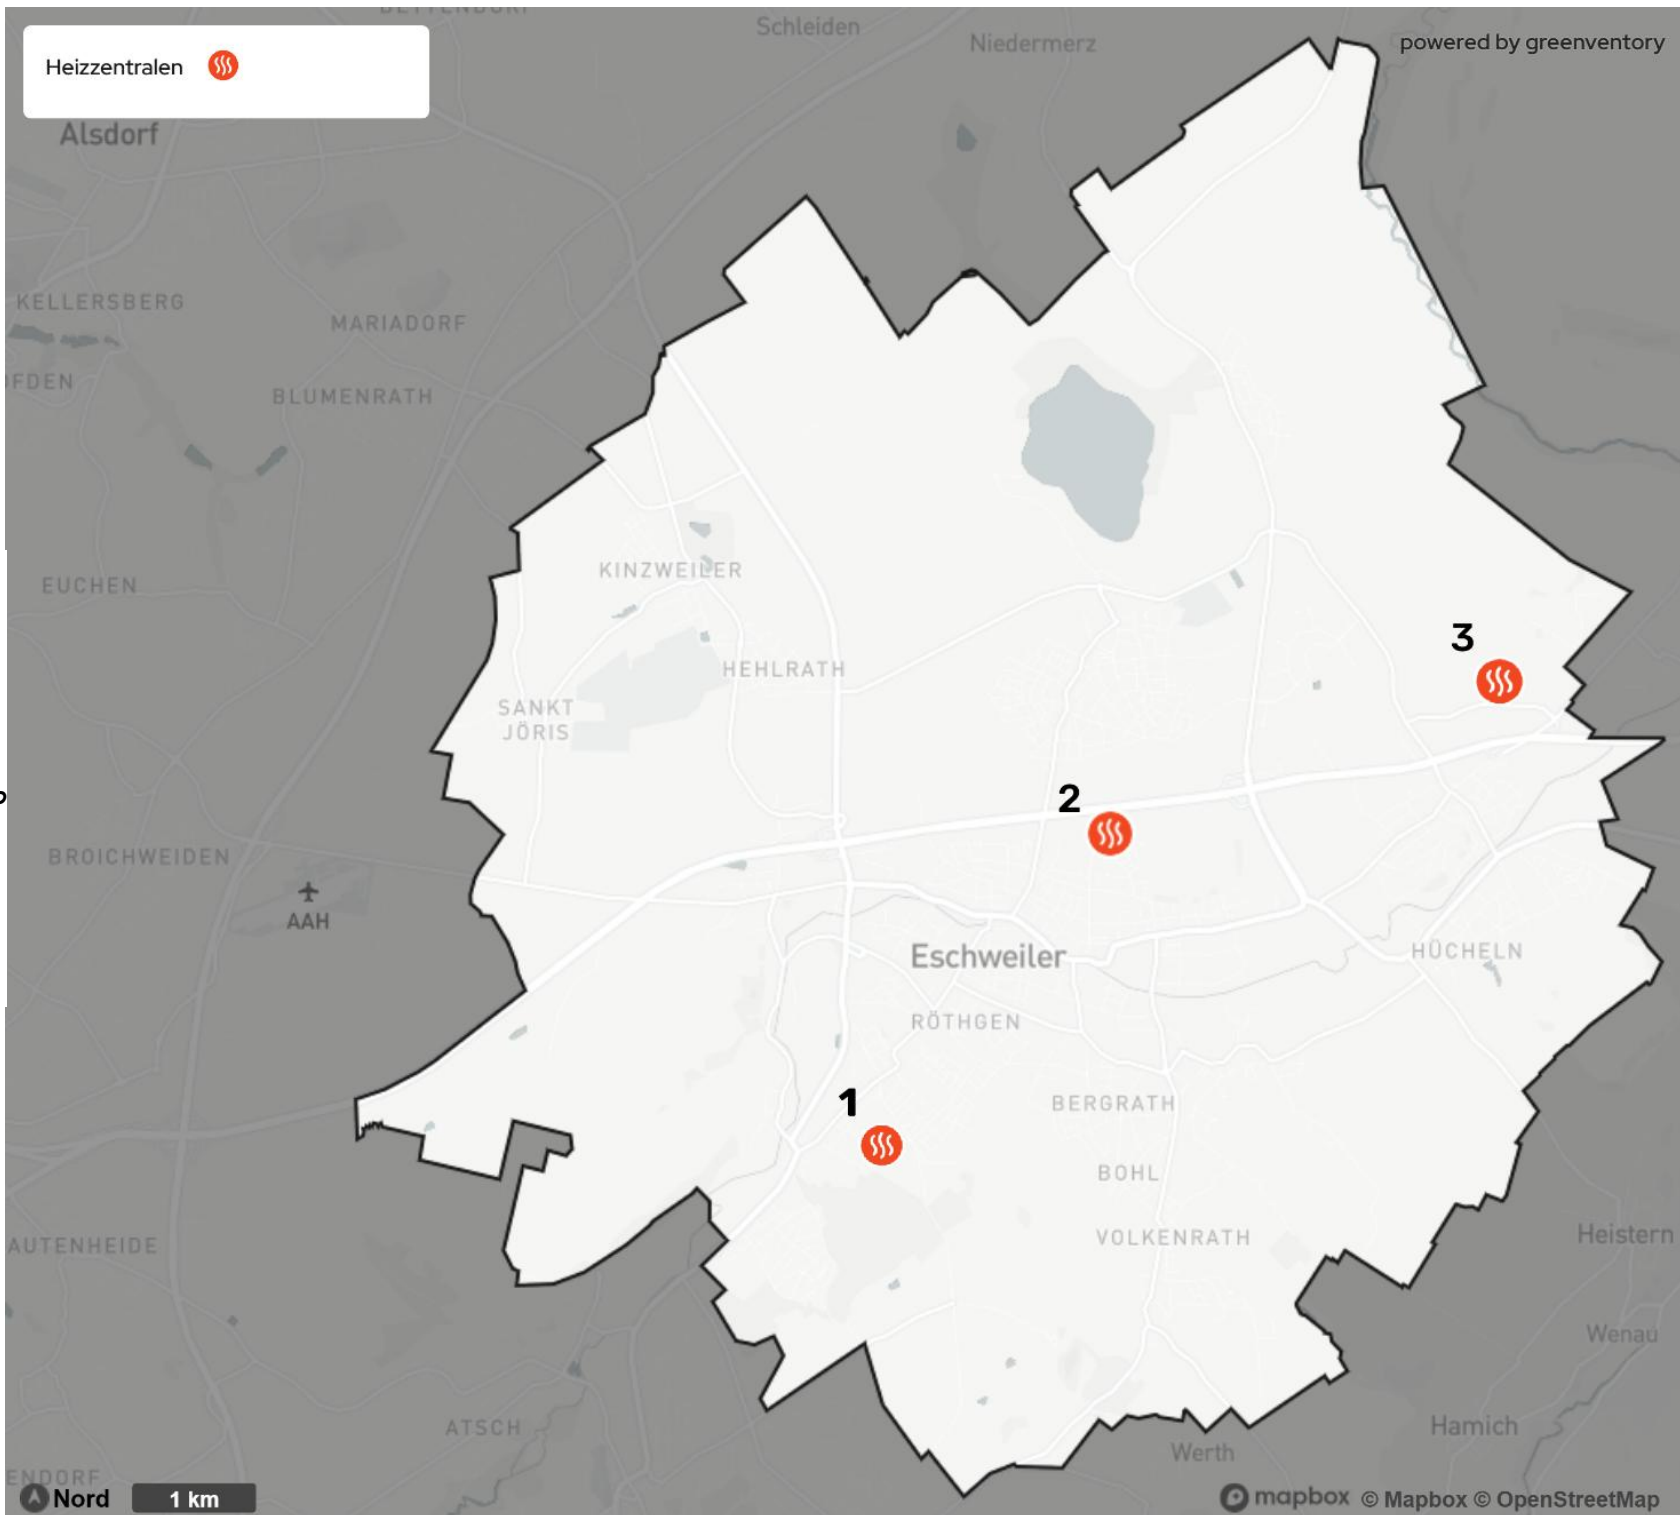 Schleiden
Niedermerz
powered by greenventory
Heizzentralen
Alsdorf
KELLERSBERG
MARIADORF
BLUMENRATH
EUCHEN
KINZWEILER
HEHLRATH
SANKT
JÖRIS
3
2
BROICHWEIDEN
AAH
Eschweiler
HÜCHELN
RÖTHGEN
1
BERGRATH
BOHL
VOLKENRATH
Heistern
Wenau
ATSCH
Hamich
Werth
Nord
1 km
mapbox © Mapbox © OpenStreetMap